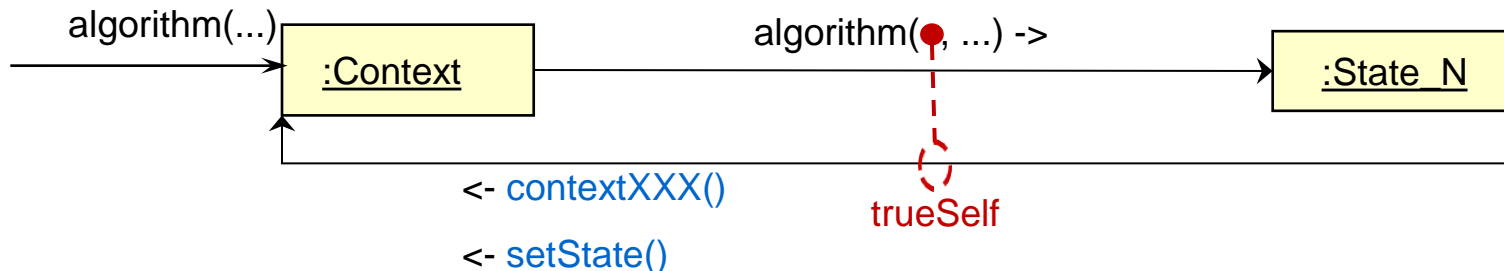 algorithm(...)
algorithm( , ...) ->
:Context
:State_N
<- contextXXX()
trueSelf
<- setState()